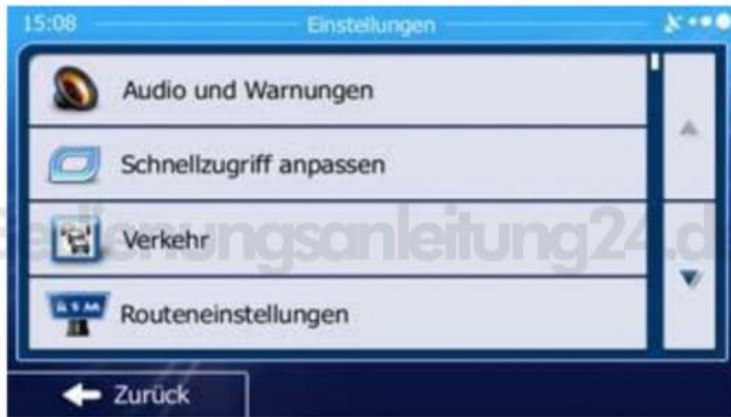 15:08 Einstellungen
Audio und Warnungen
Schnellzugriff anpassen
Verkehr
Bedienungsanleitung24.de
Routeneinstellungen
Zurück